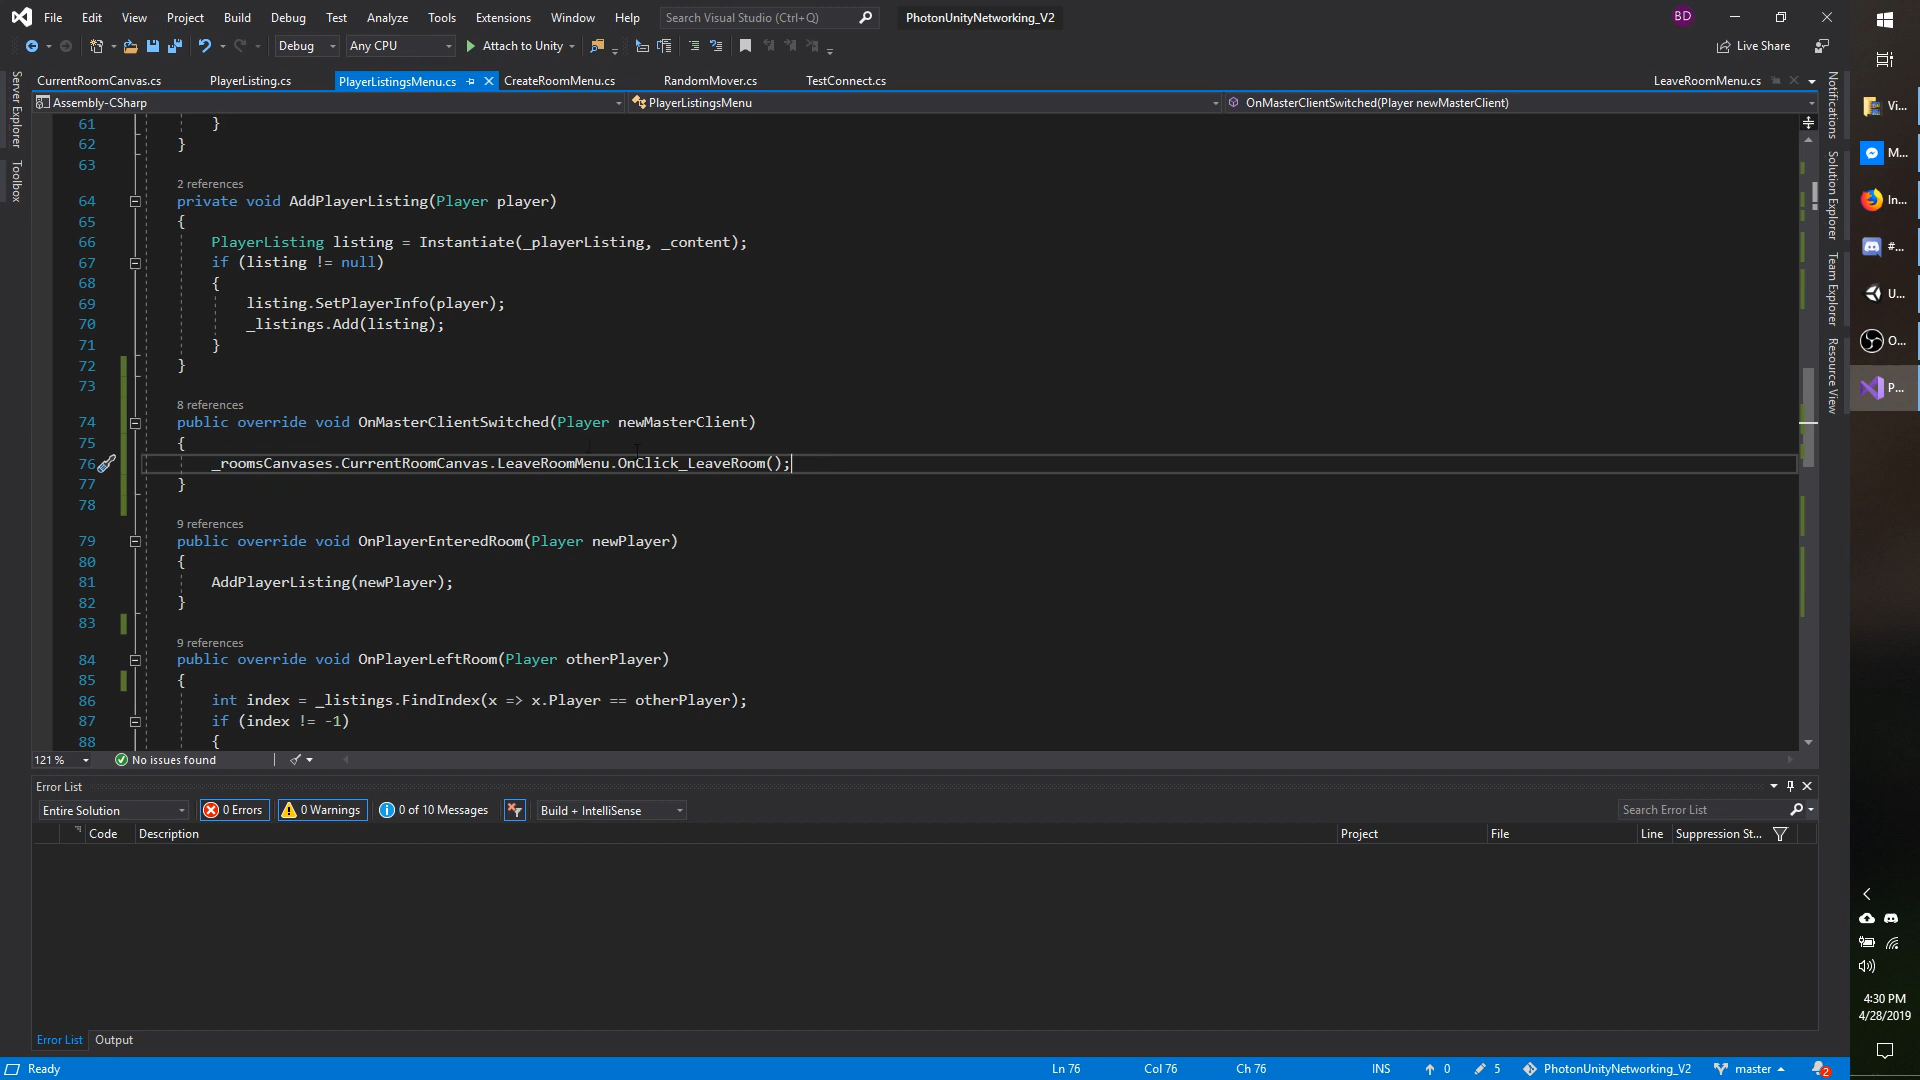 File Edit View Project Build Debug Test Analyze Tools Extensions Window Help Search Visual Studio (Ctrl+Q) PhotonUnityNetworking_V2 BD
Debug Any CPU Attach to Unity Live Share
CurrentRoomCanvas.cs PlayerListing.cs PlayerListingsMenu.cs CreateRoomMenu.cs RandomMover.cs TestConnect.cs LeaveRoomMenu.cs
Assembly-CSharp PlayerListingsMenu OnMasterClientSwitched(Player newMasterClient)
Server Explorer
Toolbox
Notifications
Solution Explorer
Team Explorer
Resource View
61 }
62 }
63
2 references
64 private void AddPlayerListing(Player player)
65 {
66 PlayerListing listing = Instantiate(_playerListing, _content);
67 if (listing != null)
68 {
69 listing.SetPlayerInfo(player);
70 _listings.Add(listing);
71 }
72 }
73
8 references
74 public override void OnMasterClientSwitched(Player newMasterClient)
75 {
76 _roomsCanvases.CurrentRoomCanvas.LeaveRoomMenu.OnClick_LeaveRoom();
77 }
78
9 references
79 public override void OnPlayerEnteredRoom(Player newPlayer)
80 {
81 AddPlayerListing(newPlayer);
82 }
83
9 references
84 public override void OnPlayerLeftRoom(Player otherPlayer)
85 {
86 int index = _listings.FindIndex(x => x.Player == otherPlayer);
87 if (index != -1)
88 {
121 % No issues found
Error List
Entire Solution 0 Errors 0 Warnings 0 of 10 Messages Build + IntelliSense Search Error List
Code Description Project File Line Suppression St...
Error List Output
Ready Ln 76 Col 76 Ch 76 INS 0 5 PhotonUnityNetworking_V2 master 2
Vi...
M...
In...
#...
U...
O...
P...
4:30 PM
4/28/2019